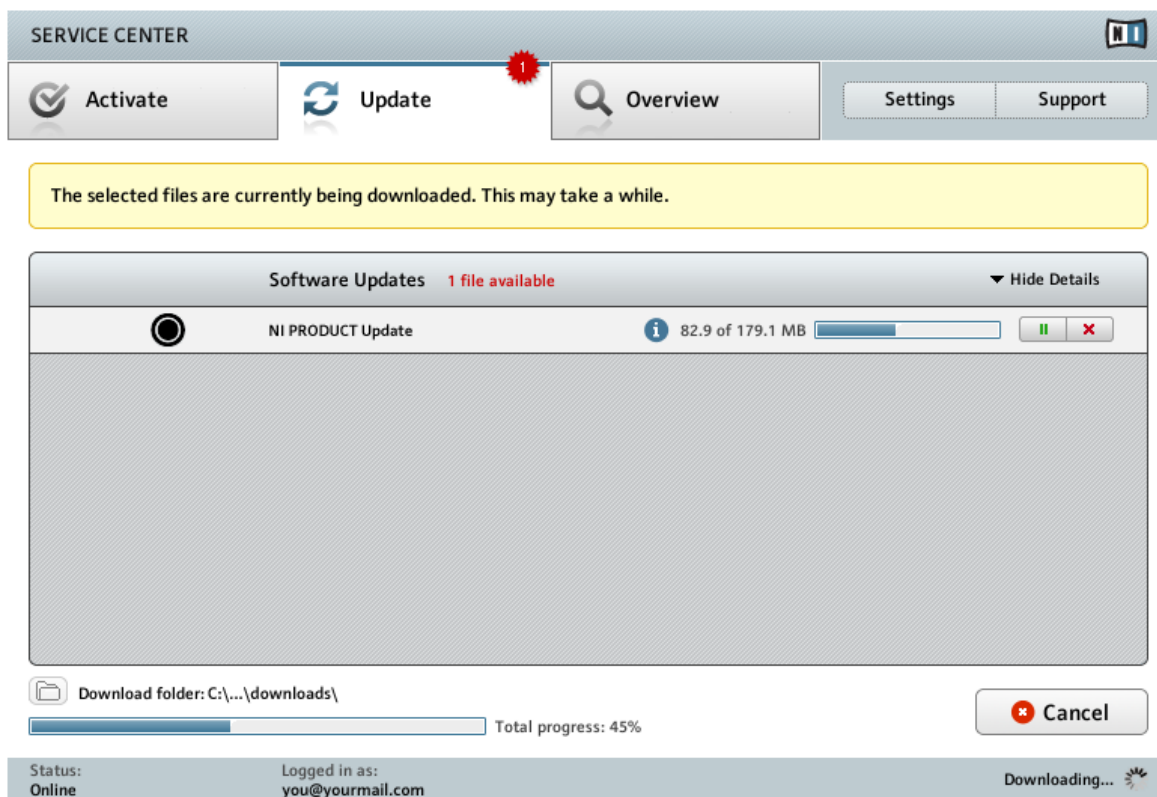 SERVICE CENTER
NI
Activate
Update
1
Overview
Settings
Support
The selected files are currently being downloaded. This may take a while.
Software Updates 1 file available Hide Details
NI PRODUCT Update i 82.9 of 179.1 MB
Download folder: C:\...\downloads\
Total progress: 45%
Cancel
Status: Logged in as:
Online you@yourmail.com Downloading...